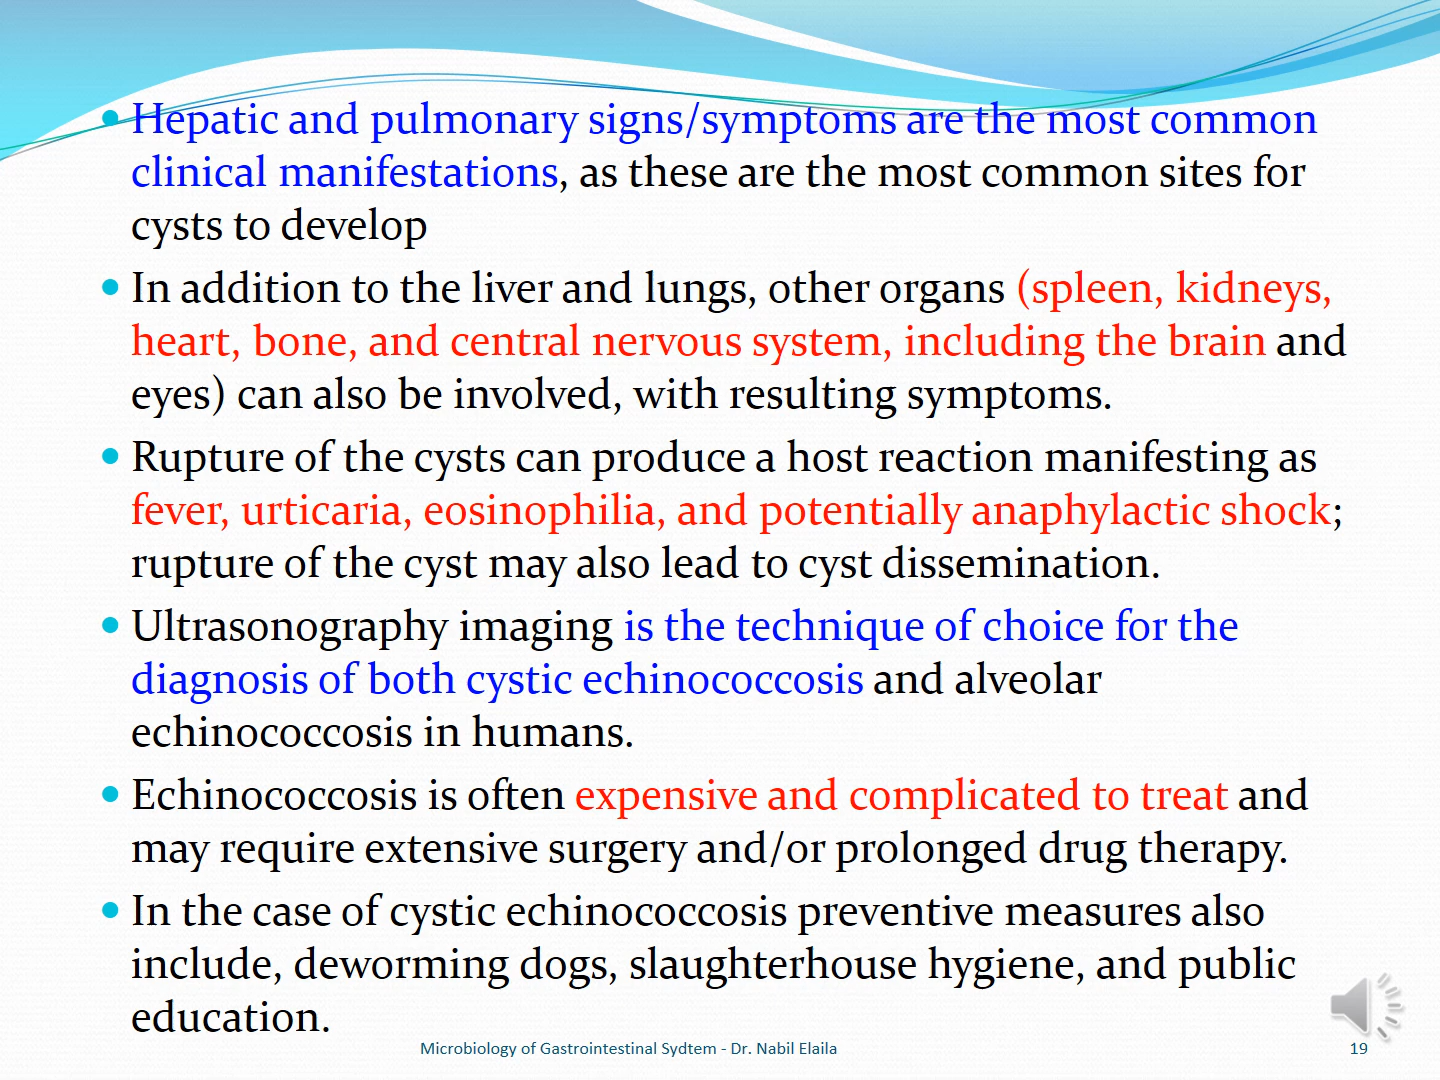 • Hepatic and pulmonary signs/symptoms are the most common
clinical manifestations, as these are the most common sites for
cysts to develop
• In addition to the liver and lungs, other organs (spleen, kidneys,
heart, bone, and central nervous system, including the brain and
eyes) can also be involved, with resulting symptoms.
• Rupture of the cysts can produce a host reaction manifesting as
fever, urticaria, eosinophilia, and potentially anaphylactic shock;
rupture of the cyst may also lead to cyst dissemination.
• Ultrasonography imaging is the technique of choice for the
diagnosis of both cystic echinococcosis and alveolar
echinococcosis in humans.
• Echinococcosis is often expensive and complicated to treat and
may require extensive surgery and/or prolonged drug therapy.
• In the case of cystic echinococcosis preventive measures also
include, deworming dogs, slaughterhouse hygiene, and public
education.
Microbiology of Gastrointestinal Sydtem - Dr. Nabil Elaila
19